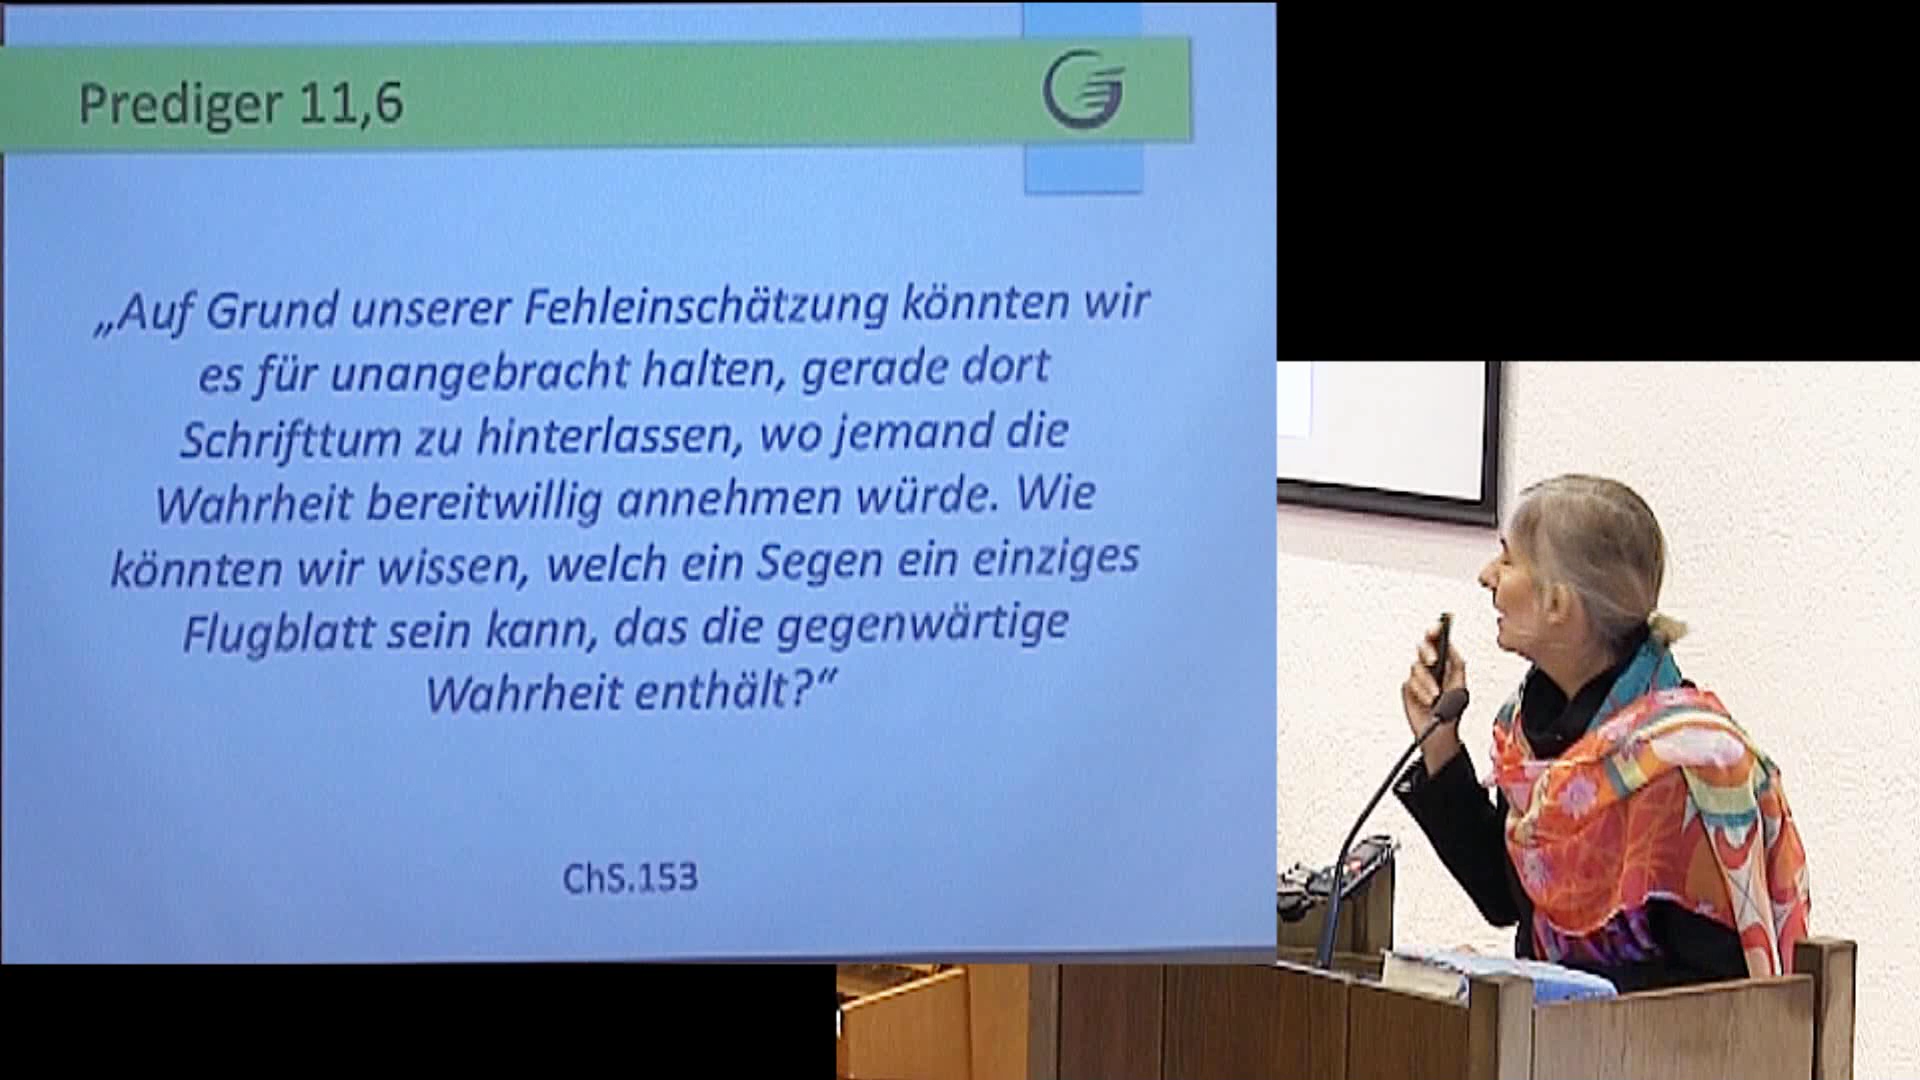 Prediger 11,6
„Auf Grund unserer Fehleinschätzung könnten wir
es für unangebracht halten, gerade dort
Schrifttum zu hinterlassen, wo jemand die
Wahrheit bereitwillig annehmen würde. Wie
könnten wir wissen, welch ein Segen ein einziges
Flugblatt sein kann, das die gegenwärtige
Wahrheit enthält?“
ChS.153